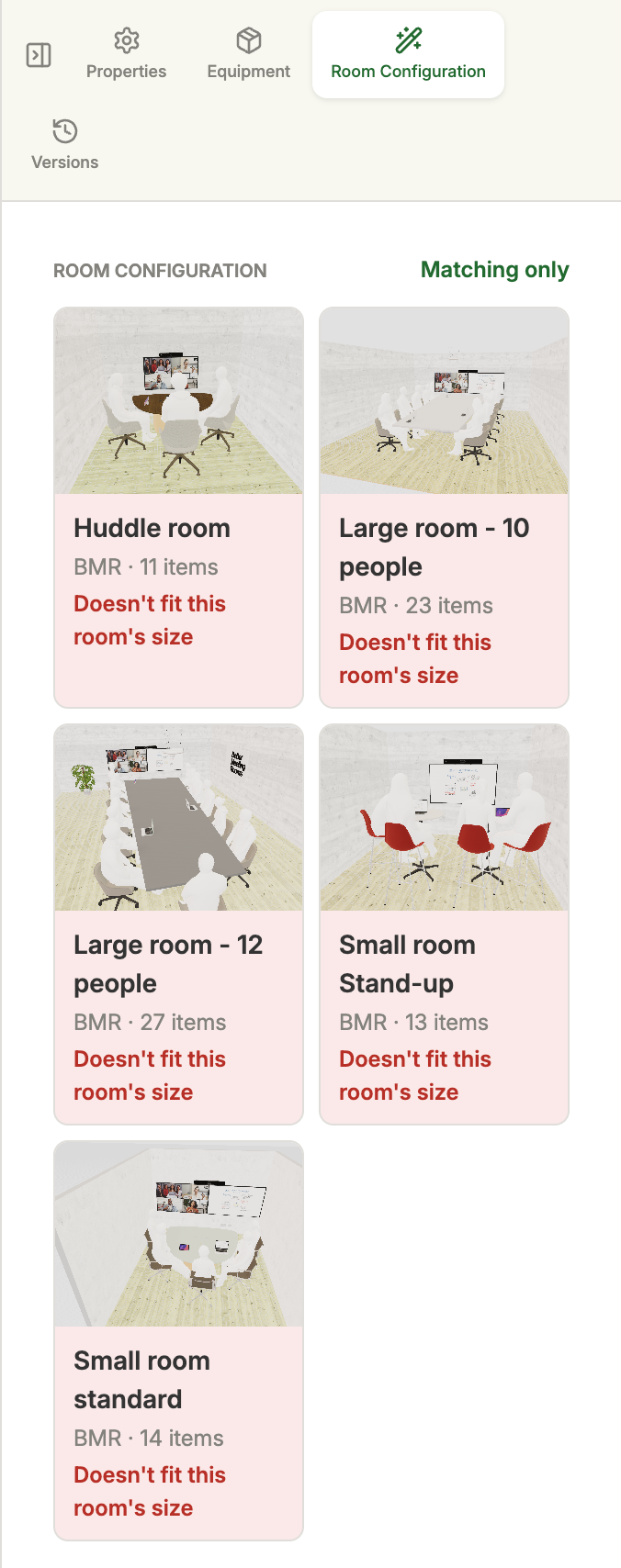 Properties
Equipment
Room Configuration
Versions
ROOM CONFIGURATION
Matching only
Huddle room
BMR · 11 items
Doesn't fit this
room's size
Large room - 10
people
BMR · 23 items
Doesn't fit this
room's size
Large room - 12
people
BMR · 27 items
Doesn't fit this
room's size
Small room
Stand-up
BMR · 13 items
Doesn't fit this
room's size
Small room
standard
BMR · 14 items
Doesn't fit this
room's size